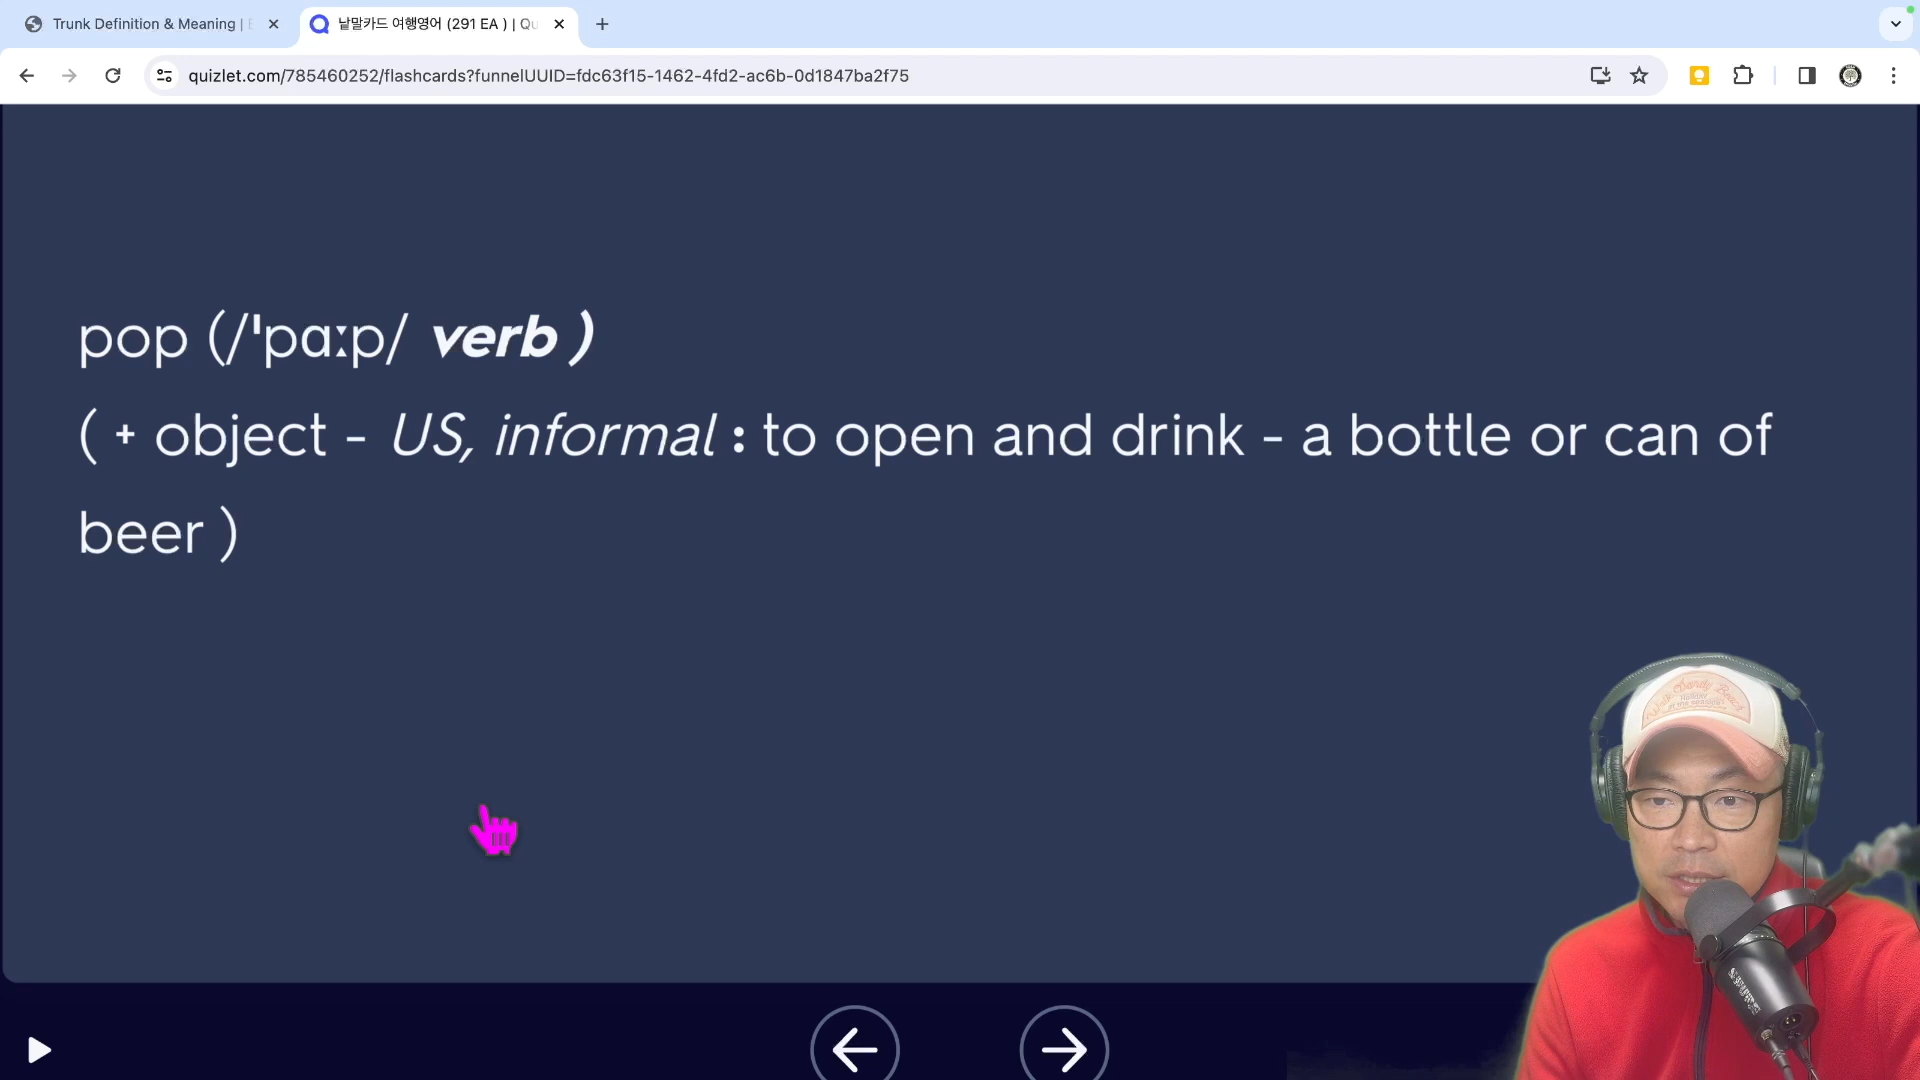 Trunk Definition & Meaning |
낱말카드 여행영어 (291 EA ) | Qu
quizlet.com/785460252/flashcards?funnelUUID=fdc63f15-1462-4fd2-ac6b-0d1847ba2f75
pop (/ˈpɑːp/ verb )
( + object - US, informal : to open and drink - a bottle or can of
beer )